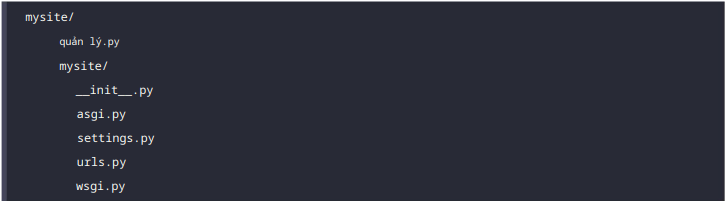 mysite/
quản lý.py
mysite/
__init__.py
asgi.py
settings.py
urls.py
wsgi.py